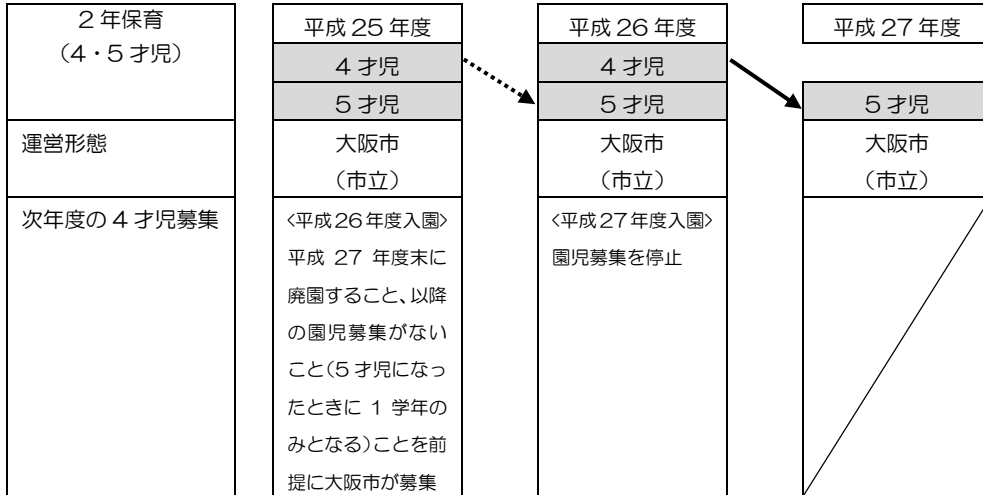 2年保育
（4・5才児）
平成25年度
平成26年度
平成27年度
4才児
4才児
5才児
5才児
5才児
運営形態
大阪市
（市立）
大阪市
（市立）
大阪市
（市立）
次年度の4才児募集
<平成26年度入園>
平成 27 年度末に
廃園すること、以降
の園児募集がない
こと（5才児になっ
たときに 1 学年の
みとなる）ことを前
提に大阪市が募集
<平成27年度入園>
園児募集を停止